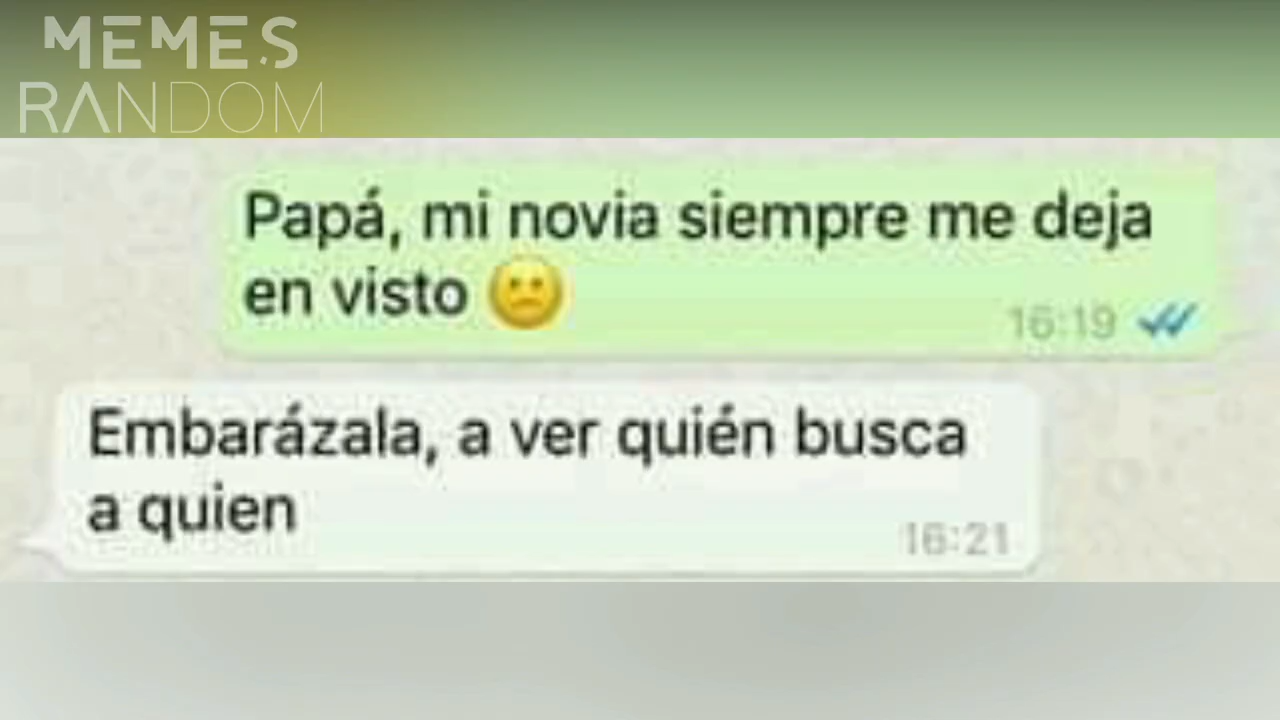 MEMES
RANDOM
Papá, mi novia siempre me deja
en visto 😕
16:19
Embarázala, a ver quién busca
a quien
16:21